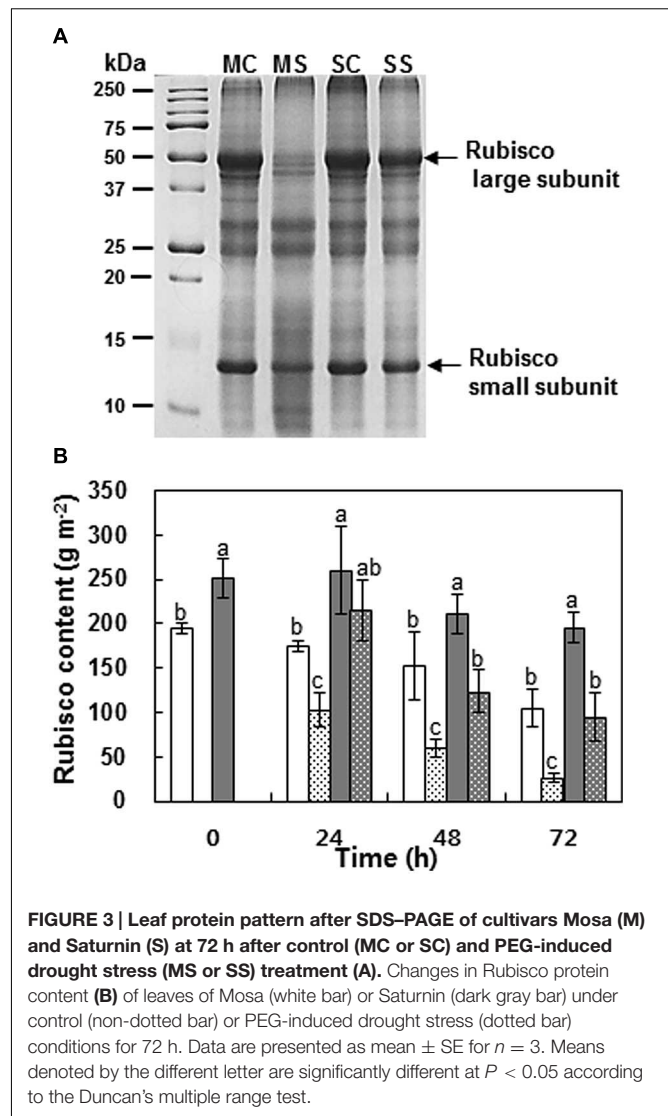 A
kDa MC MS SC SS
250
75
50
37
25
20
15
10
Rubisco
large subunit
Rubisco
small subunit
B
Rubisco content (g m-2)
350
300
250
200
150
100
50
0
b a
b c a ab
b c a b
b c a b
0 24 48 72
Time (h)
FIGURE 3 | Leaf protein pattern after SDS–PAGE of cultivars Mosa (M)
and Saturnin (S) at 72 h after control (MC or SC) and PEG-induced
drought stress (MS or SS) treatment (A). Changes in Rubisco protein
content (B) of leaves of Mosa (white bar) or Saturnin (dark gray bar) under
control (non-dotted bar) or PEG-induced drought stress (dotted bar)
conditions for 72 h. Data are presented as mean ± SE for n = 3. Means
denoted by the different letter are significantly different at P < 0.05 according
to the Duncan's multiple range test.